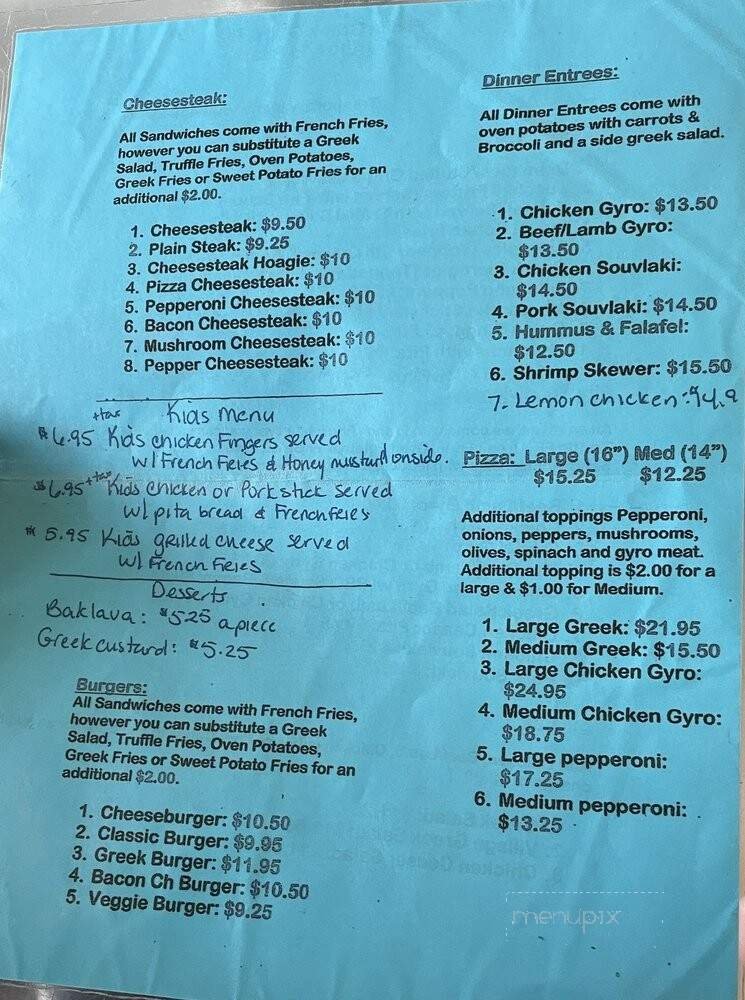 Cheesesteak:
All Sandwiches come with French Fries,
however you can substitute a Greek
Salad, Truffle Fries, Oven Potatoes,
Greek Fries or Sweet Potato Fries for an
additional $2.00.
1. Cheesesteak: $9.50
2. Plain Steak: $9.25
3. Cheesesteak Hoagie: $10
4. Pizza Cheesesteak: $10
5. Pepperoni Cheesesteak: $10
6. Bacon Cheesesteak: $10
7. Mushroom Cheesesteak: $10
8. Pepper Cheesesteak: $10
Kids Menu
$6.95 +tax Kids chicken Fingers served
w/ French Fries & Honey mustard onside.
$6.95 +tax Kids chicken or Pork stick served
w/ pita bread & French fries
$5.95 Kids grilled cheese served
w/ French Fries
Desserts
Baklava: $5.25 a piece
Greek custard: $5.25
Burgers:
All Sandwiches come with French Fries,
however you can substitute a Greek
Salad, Truffle Fries, Oven Potatoes,
Greek Fries or Sweet Potato Fries for an
additional $2.00.
1. Cheeseburger: $10.50
2. Classic Burger: $9.95
3. Greek Burger: $11.95
4. Bacon Ch Burger: $10.50
5. Veggie Burger: $9.25
Dinner Entrees:
All Dinner Entrees come with
oven potatoes with carrots &
Broccoli and a side greek salad.
1. Chicken Gyro: $13.50
2. Beef/Lamb Gyro:
$13.50
3. Chicken Souvlaki:
$14.50
4. Pork Souvlaki: $14.50
5. Hummus & Falafel:
$12.50
6. Shrimp Skewer: $15.50
7. Lemon chicken:
Pizza: Large (16") Med (14")
$15.25 $12.25
Additional toppings Pepperoni,
onions, peppers, mushrooms,
olives, spinach and gyro meat.
Additional topping is $2.00 for a
large & $1.00 for Medium.
1. Large Greek: $21.95
2. Medium Greek: $15.50
3. Large Chicken Gyro:
$24.95
4. Medium Chicken Gyro:
$18.75
5. Large pepperoni:
$17.25
6. Medium pepperoni:
$13.25
menupix